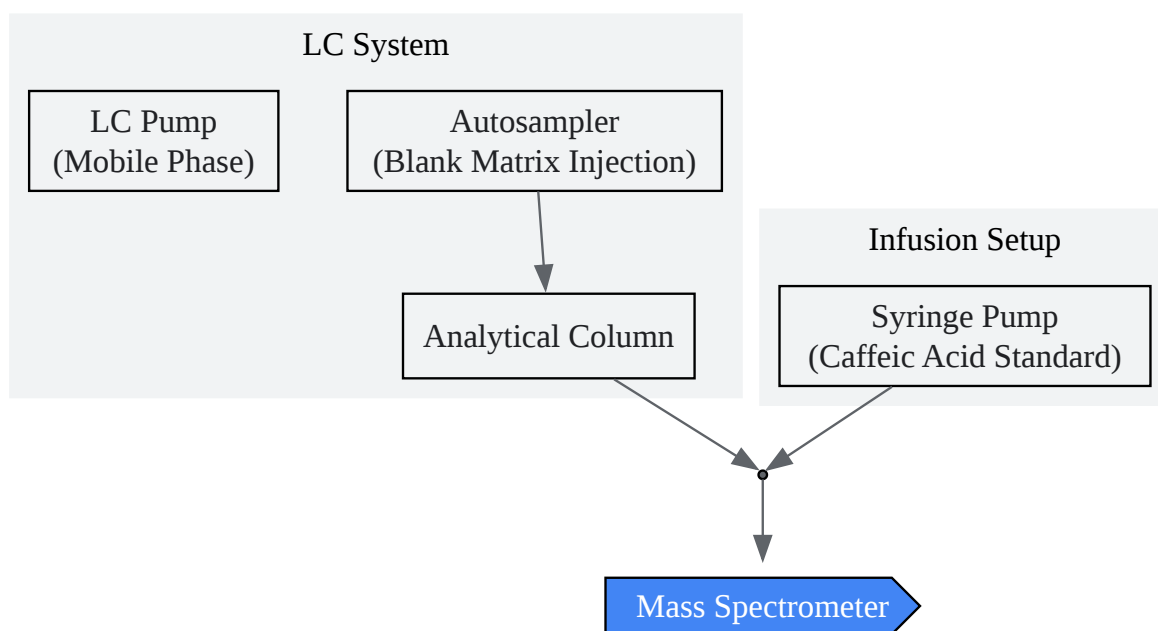 LC System
LC Pump
(Mobile Phase)
Autosampler
(Blank Matrix Injection)
Analytical Column
Infusion Setup
Syringe Pump
(Caffeic Acid Standard)
Mass Spectrometer